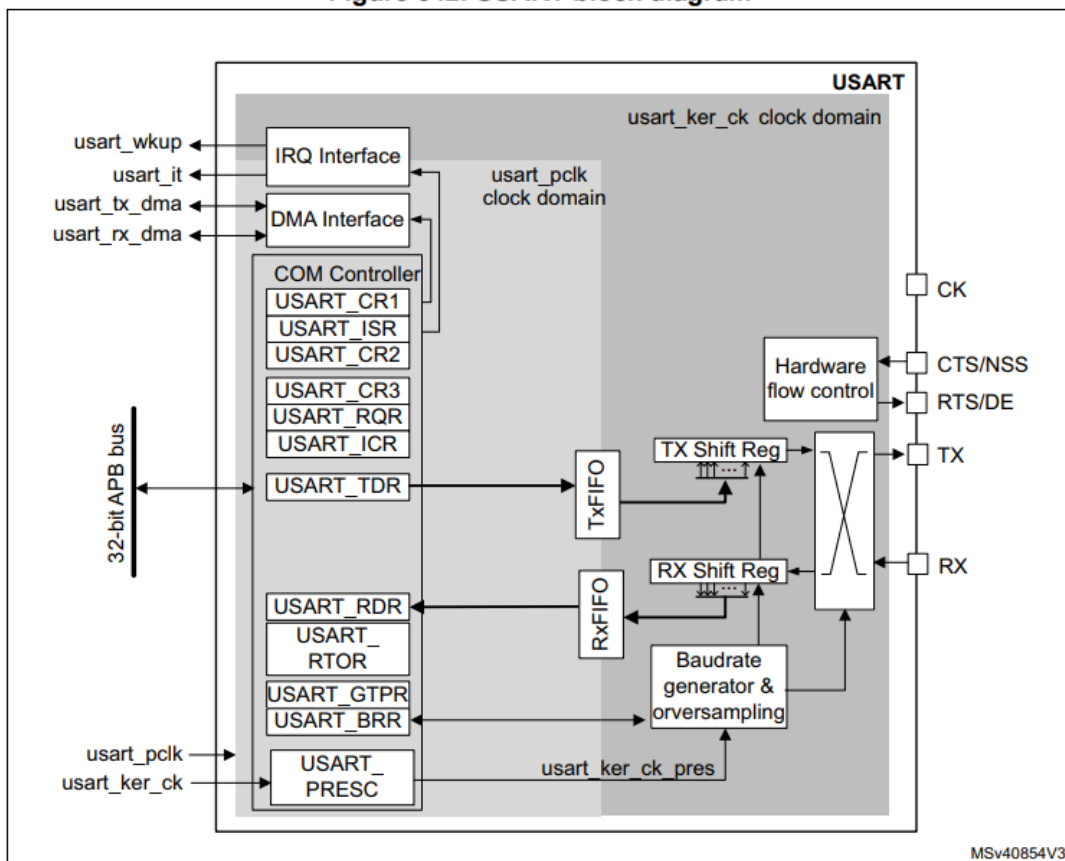 USART
usart_ker_ck clock domain
usart_wkup
IRQ Interface
usart_it
usart_pclk
clock domain
usart_tx_dma
DMA Interface
usart_rx_dma
COM Controller
USART_CR1
USART_ISR
USART_CR2
USART_CR3
USART_RQR
USART_ICR
USART_TDR
32-bit APB bus
CK
Hardware
flow control
CTS/NSS
RTS/DE
TxFIFO
TX Shift Reg
...
TX
RX Shift Reg
...
RX
USART_RDR
RxFIFO
USART_
RTOR
Baudrate
generator &
orversampling
USART_GTPR
USART_BRR
usart_pclk
usart_ker_ck
USART_
PRESC
usart_ker_ck_pres
MSv40854V3